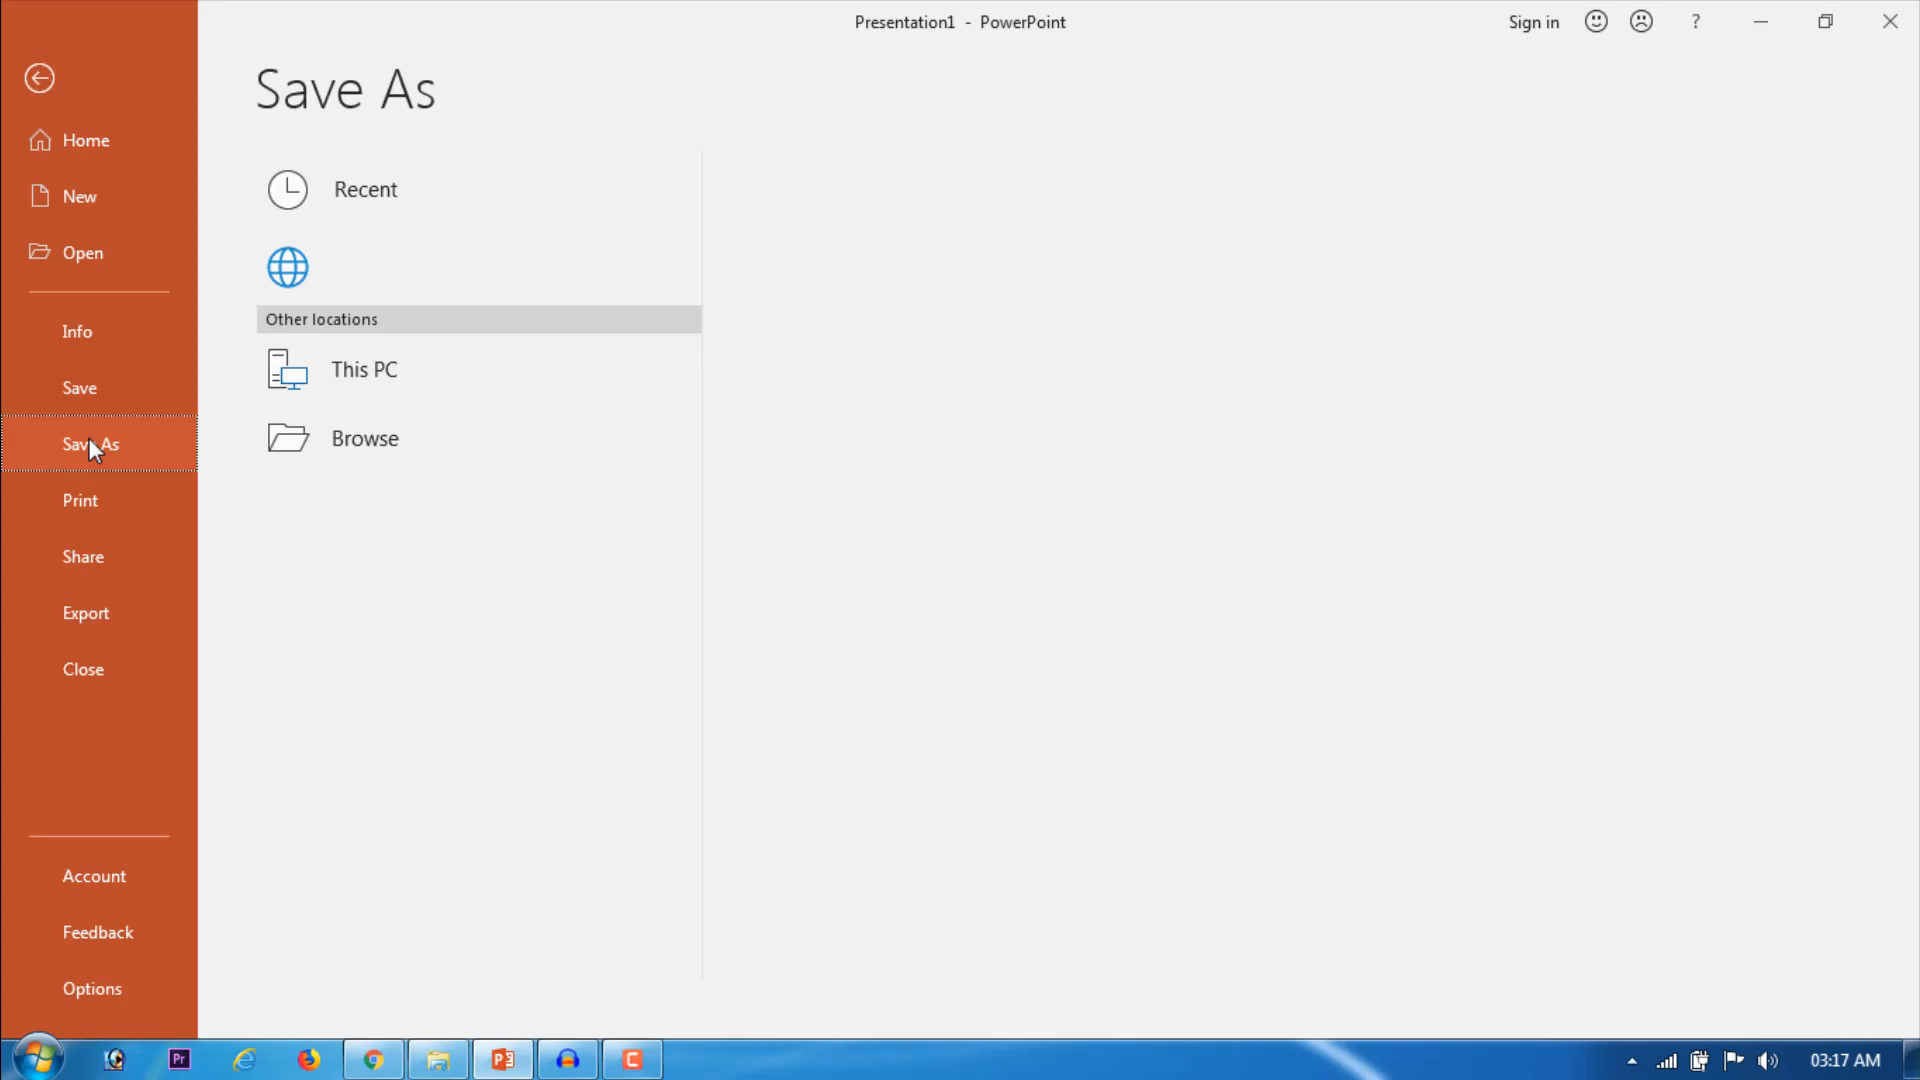 Presentation1 - PowerPoint
Sign in
?
Save As
Home
New
Open
Info
Save
Save As
Print
Share
Export
Close
Account
Feedback
Options
Recent
Other locations
This PC
Browse
Pr
03:17 AM